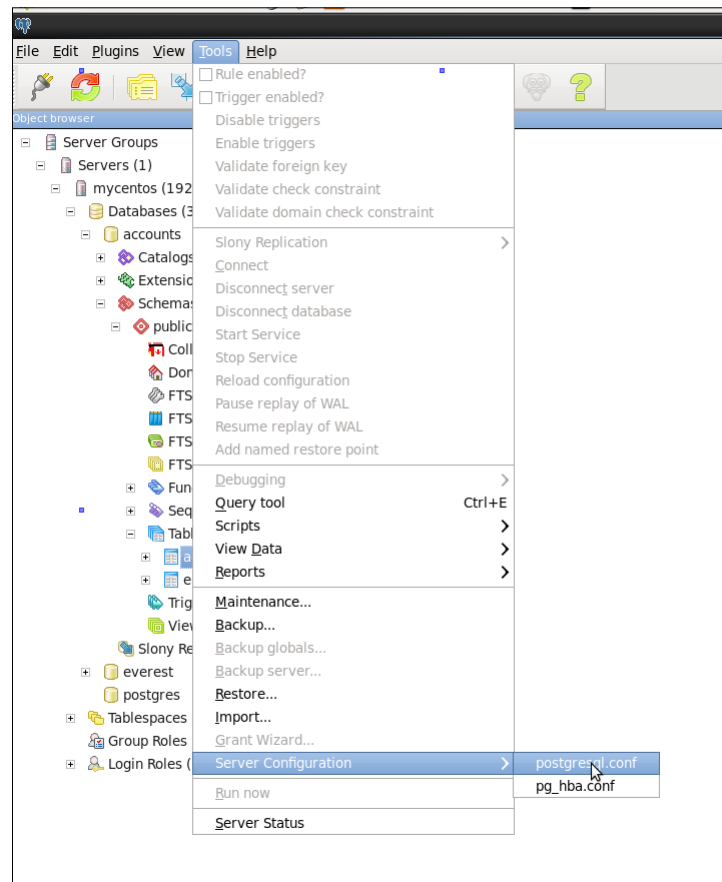 File Edit Plugins View Tools Help
Object browser
Server Groups
Servers (1)
mycentos (192
Databases (3
accounts
Catalogs
Extensio
Schemas
public
Coll
Dor
FTS
FTS
FTS
FTS
Fun
Seq
Tabl
a
e
Trig
View
Slony Re
everest
postgres
Tablespaces
Group Roles
Login Roles (
Rule enabled?
Trigger enabled?
Disable triggers
Enable triggers
Validate foreign key
Validate check constraint
Validate domain check constraint
Slony Replication
Connect
Disconnect server
Disconnect database
Start Service
Stop Service
Reload configuration
Pause replay of WAL
Resume replay of WAL
Add named restore point
Debugging
Query tool Ctrl+E
Scripts
View Data
Reports
Maintenance...
Backup...
Backup globals...
Backup server...
Restore...
Import...
Grant Wizard...
Server Configuration
Run now
Server Status
postgresql.conf
pg_hba.conf